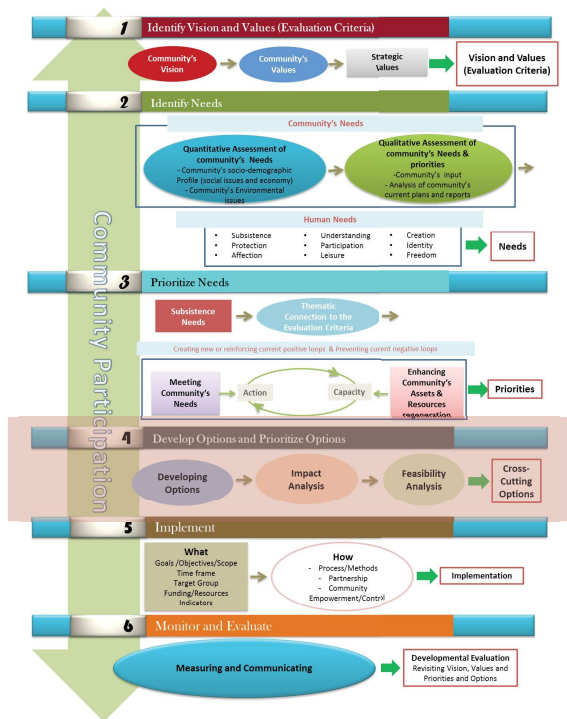 1 Identify Vision and Values (Evaluation Criteria)
Community's
Vision
Community's
Values
Strategic
Values
Vision and Values
(Evaluation Criteria)
2 Identify Needs
Community's Needs
Quantitative Assessment of
community's Needs
- Community's socio-demographic
Profile (social issues and economy)
- Community's Environmental
issues
Qualitative Assessment of
community's Needs &
priorities
-Community's input
- Analysis of community's
current plans and reports
Human Needs
• Subsistence
• Protection
• Affection
• Understanding
• Participation
• Leisure
• Creation
• Identity
• Freedom
Needs
3 Prioritize Needs
Subsistence
Needs
Thematic
Connection to the
Evaluation Criteria
Creating new or reinforcing current positive loops & Preventing curent negative loops
Meeting
Community's
Needs
Action
Capacity
Enhancing
Community's
Assets &
Resources
regeneration
Priorities
4 Develop Options and Prioritize Options
Developing
Options
Impact
Analysis
Feasibility
Analysis
Cross-
Cutting
Options
5 Implement
What
Goals /Objectives/Scope
Time frame
Target Group
Funding/Resources
Indicators
How
- Process/Methods
- Partnership
- Community
Empowerment/Control
Implementation
6 Monitor and Evaluate
Measuring and Communicating
Developmental Evaluation
Revisiting Vision, Values and
Priorities and Options
Community Participation